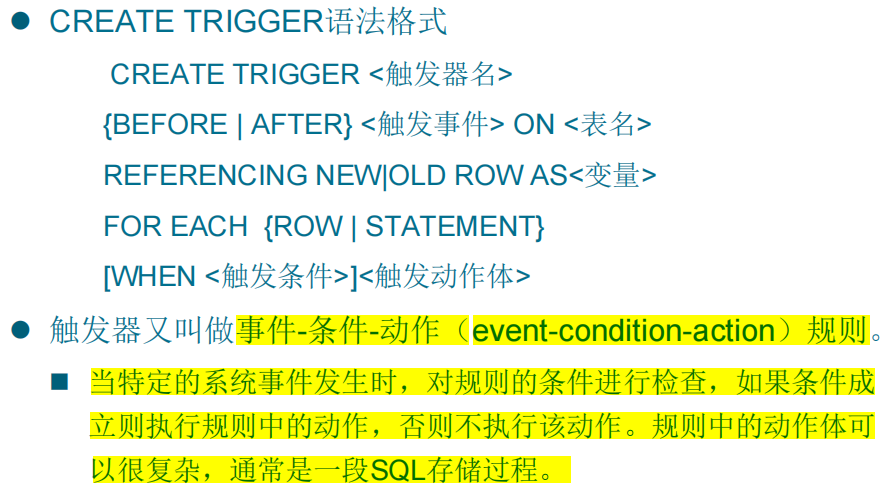 ● CREATE TRIGGER语法格式
CREATE TRIGGER <触发器名>
{BEFORE | AFTER} <触发事件> ON <表名>
REFERENCING NEW|OLD ROW AS<变量>
FOR EACH {ROW | STATEMENT}
[WHEN <触发条件>]<触发动作体>
● 触发器又叫做事件-条件-动作（event-condition-action）规则。
■ 当特定的系统事件发生时，对规则的条件进行检查，如果条件成
立则执行规则中的动作，否则不执行该动作。规则中的动作体可
以很复杂，通常是一段SQL存储过程。